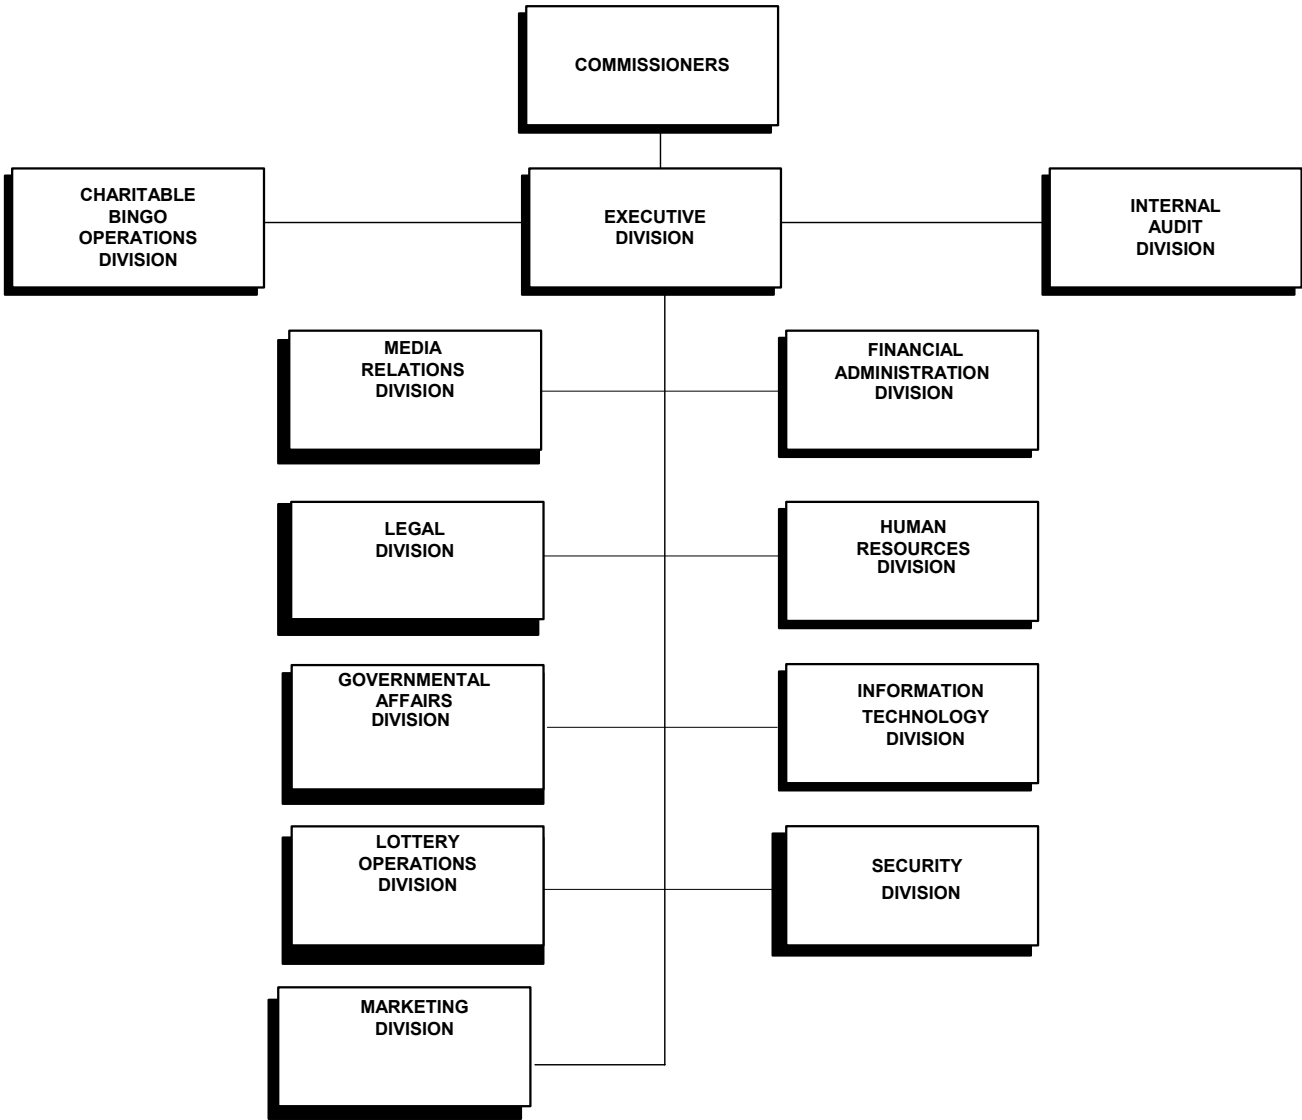 COMMISSIONERS
CHARITABLE
BINGO
OPERATIONS
DIVISION
EXECUTIVE
DIVISION
INTERNAL
AUDIT
DIVISION
MEDIA
RELATIONS
DIVISION
FINANCIAL
ADMINISTRATION
DIVISION
LEGAL
DIVISION
HUMAN
RESOURCES
DIVISION
GOVERNMENTAL
AFFAIRS
DIVISION
INFORMATION
TECHNOLOGY
DIVISION
LOTTERY
OPERATIONS
DIVISION
SECURITY
DIVISION
MARKETING
DIVISION